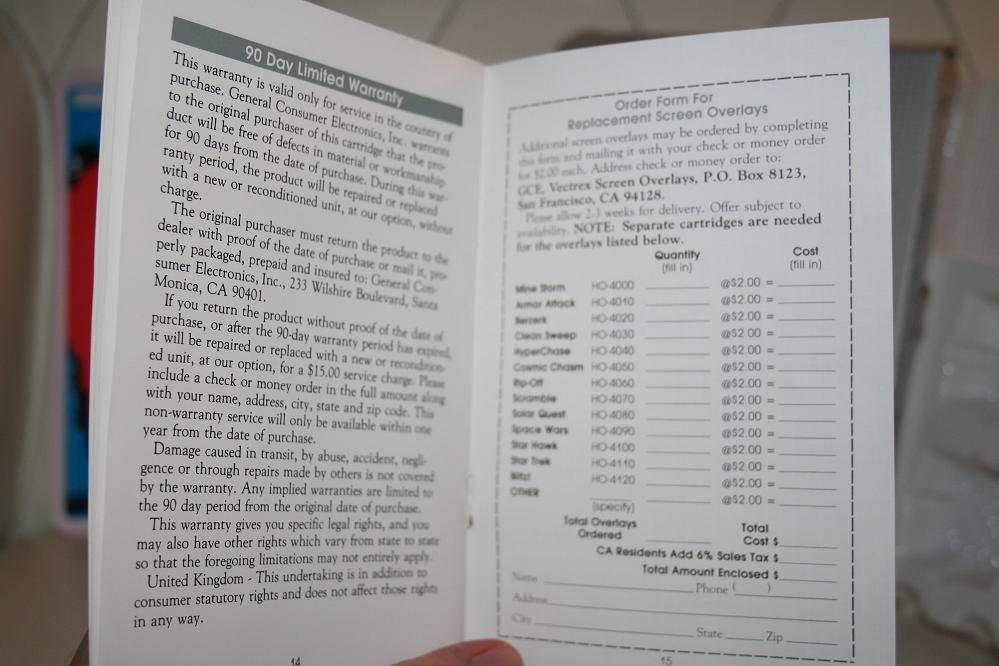 90 Day Limited Warranty
This warranty is valid only for service in the country of
purchase. General Consumer Electronics, Inc. warrants
to the original purchaser of this cartridge that the pro-
duct will be free of defects in material or workmanship
for 90 days from the date of purchase. During this war-
ranty period, the product will be repaired or replaced
with a new or reconditioned unit, at our option, without
charge.
The original purchaser must return the product to the
dealer with proof of the date of purchase or mail it, pro-
perly packaged, prepaid and insured to: General Con-
sumer Electronics, Inc., 233 Wilshire Boulevard, Santa
Monica, CA 90401.
If you return the product without proof of the date of
purchase, or after the 90-day warranty period has expired,
it will be repaired or replaced with a new or recondition-
ed unit, at our option, for a $15.00 service charge. Please
include a check or money order in the full amount along
with your name, address, city, state and zip code. This
non-warranty service will only be available within one
year from the date of purchase.
Damage caused in transit, by abuse, accident, negli-
gence or through repairs made by others is not covered
by the warranty. Any implied warranties are limited to
the 90 day period from the original date of purchase.
This warranty gives you specific legal rights, and you
may also have other rights which vary from state to state
so that the foregoing limitations may not entirely apply.
United Kingdom - This undertaking is in addition to
consumer statutory rights and does not affect those rights
in any way.
14
Order Form For
Replacement Screen Overlays
Additional screen overlays may be ordered by completing
this form and mailing it with your check or money order
for $2.00 each. Address check or money order to:
GCE, Vectrex Screen Overlays, P.O. Box 8123,
San Francisco, CA 94128.
Please allow 2-3 weeks for delivery. Offer subject to
availability. NOTE: Separate cartridges are needed
for the overlays listed below.
Quantity Cost
(fill in) (fill in)
Mine Storm HO-4000 @$2.00 =
Armor Attack HO-4010 @$2.00 =
Berzerk HO-4020 @$2.00 =
Clean Sweep HO-4030 @$2.00 =
HyperChase HO-4040 @$2.00 =
Cosmic Chasm HO-4050 @$2.00 =
Rip-Off HO-4060 @$2.00 =
Scramble HO-4070 @$2.00 =
Solar Quest HO-4080 @$2.00 =
Space Wars HO-4090 @$2.00 =
Star Hawk HO-4100 @$2.00 =
Star Trek HO-4110 @$2.00 =
Blitz! HO-4120 @$2.00 =
OTHER @$2.00 =
(specify)
Total Overlays Total
Ordered Cost $
CA Residents Add 6% Sales Tax $
Total Amount Enclosed $
Name Phone ( )
Address
City State Zip
15